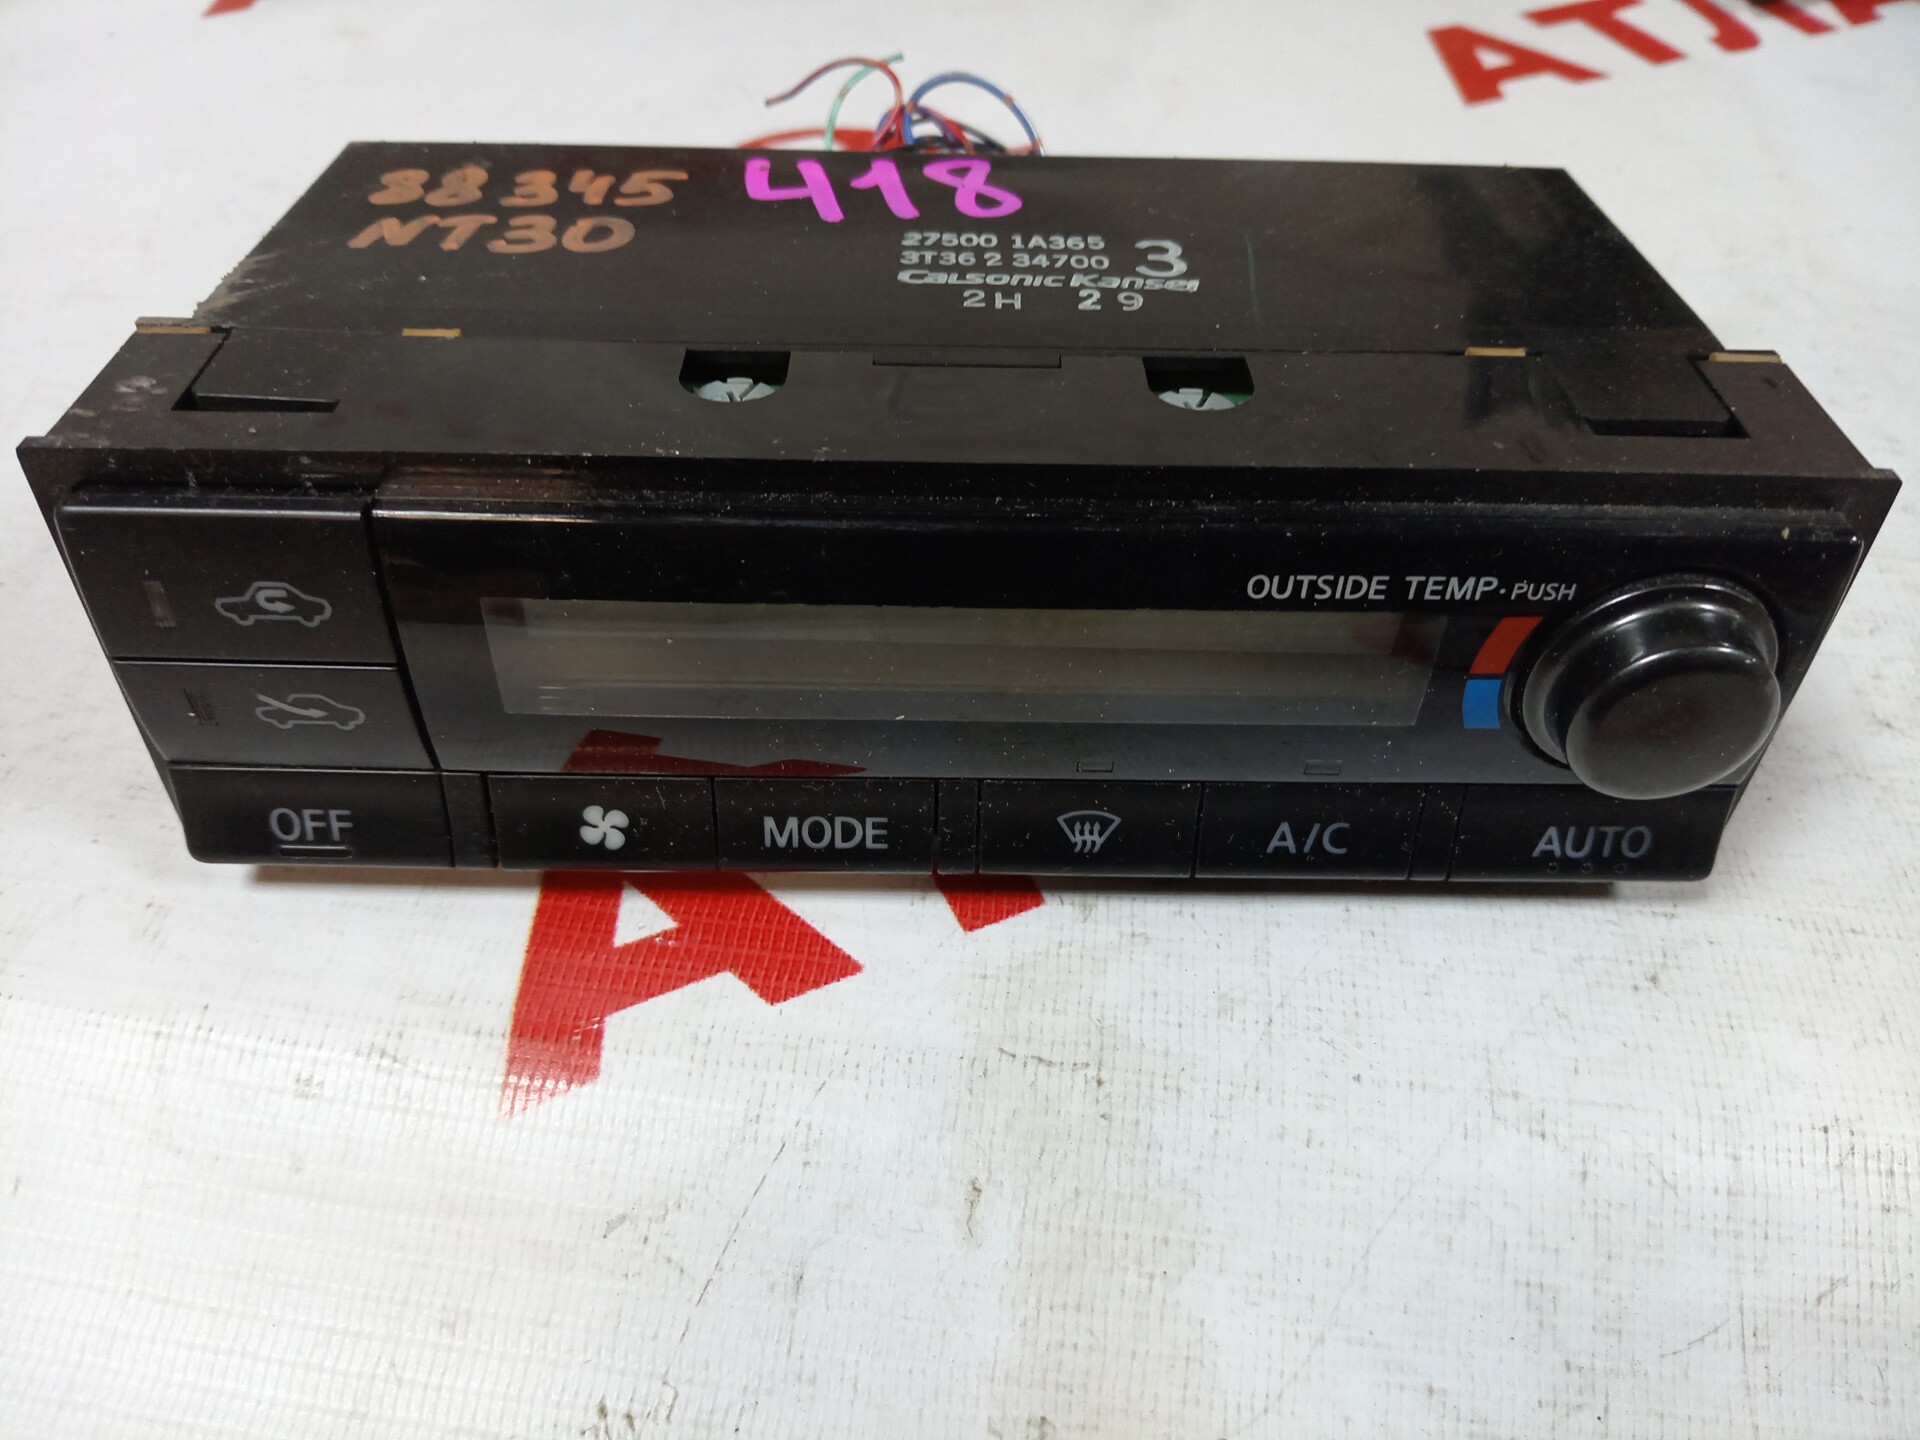 АТЛА
88345
NT30
418
27500 1A365
3T36 2 34700 3
Calsonic Kansei
2H 29
OUTSIDE TEMP·PUSH
OFF
MODE
A/C
AUTO